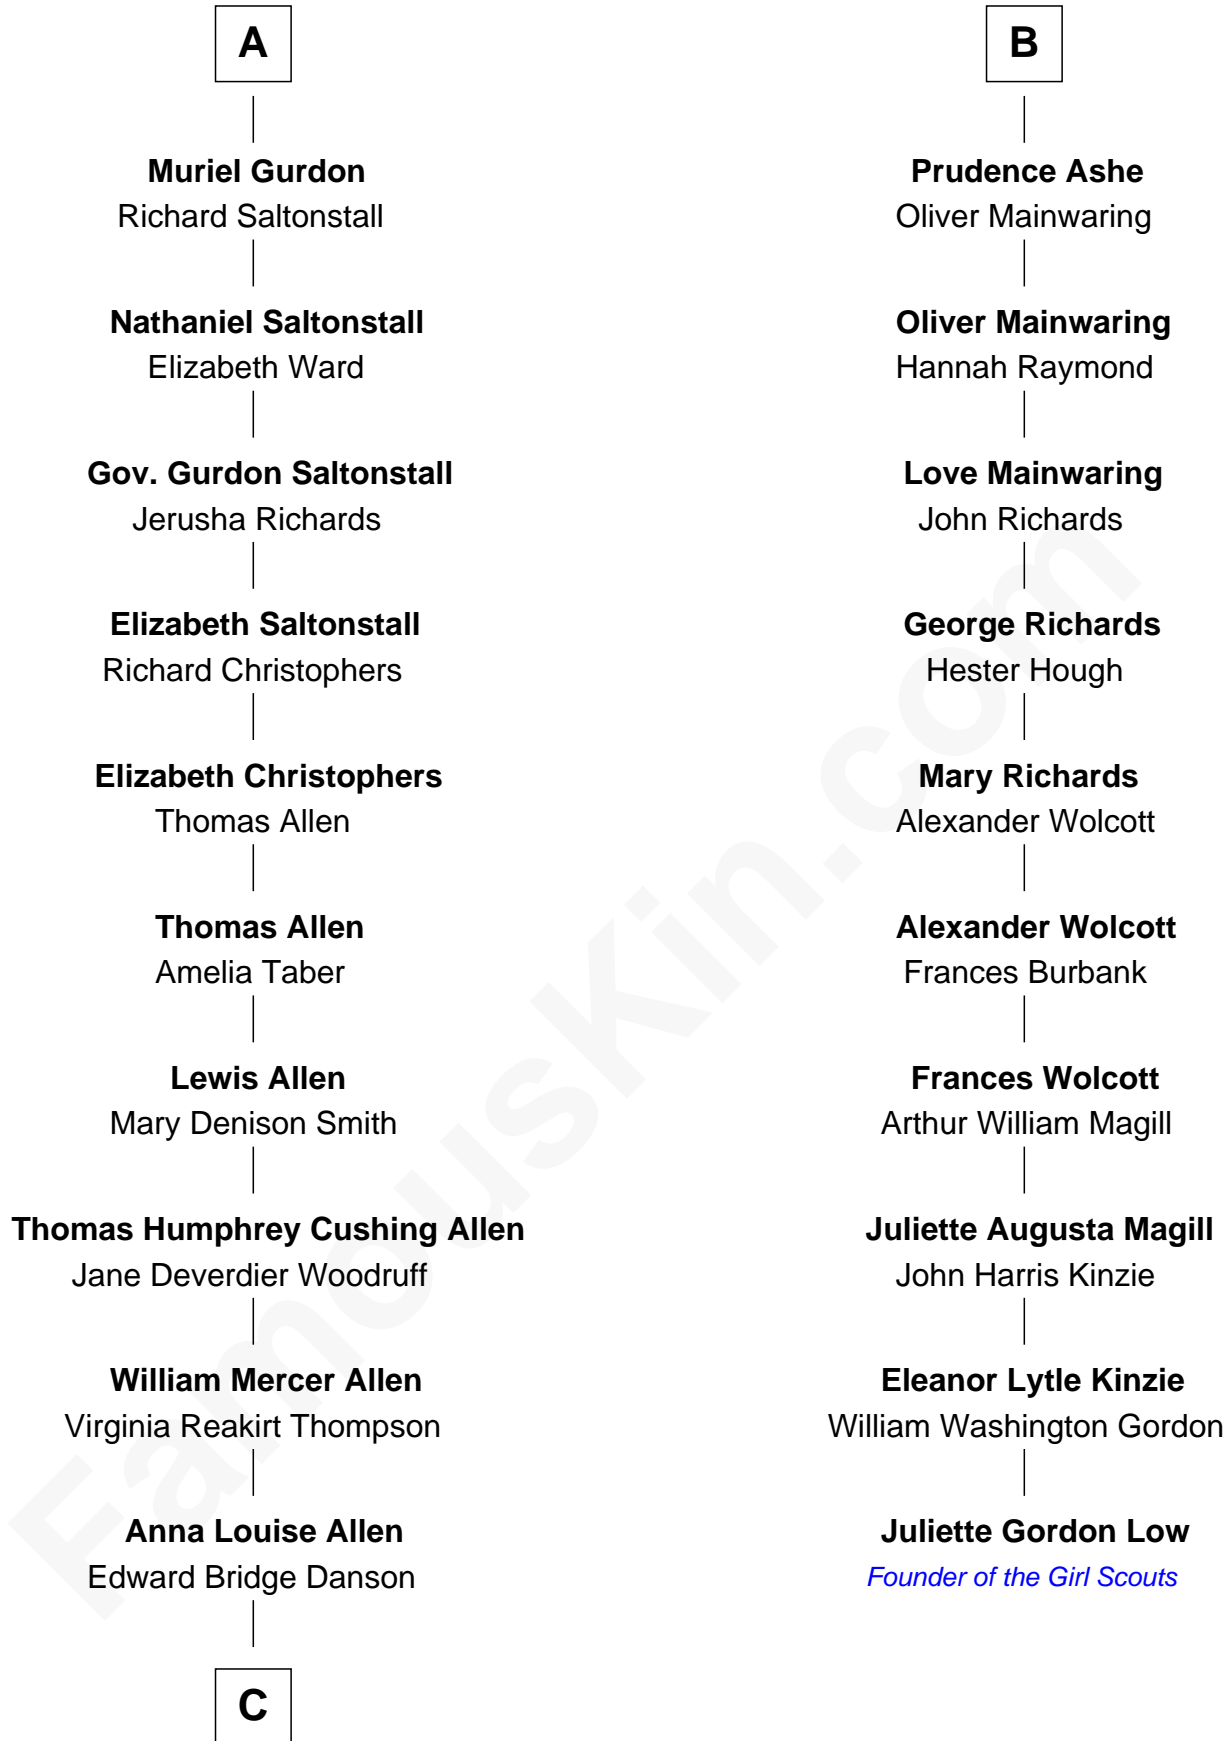 A
Muriel Gurdon
Richard Saltonstall
Nathaniel Saltonstall
Elizabeth Ward
Gov. Gurdon Saltonstall
Jerusha Richards
Elizabeth Saltonstall
Richard Christophers
Elizabeth Christophers
Thomas Allen
Thomas Allen
Amelia Taber
Lewis Allen
Mary Denison Smith
Thomas Humphrey Cushing Allen
Jane Deverdier Woodruff
William Mercer Allen
Virginia Reakirt Thompson
Anna Louise Allen
Edward Bridge Danson
C
B
Prudence Ashe
Oliver Mainwaring
Oliver Mainwaring
Hannah Raymond
Love Mainwaring
John Richards
George Richards
Hester Hough
Mary Richards
Alexander Wolcott
Alexander Wolcott
Frances Burbank
Frances Wolcott
Arthur William Magill
Juliette Augusta Magill
John Harris Kinzie
Eleanor Lytle Kinzie
William Washington Gordon
Juliette Gordon Low
Founder of the Girl Scouts
FamousKin.com